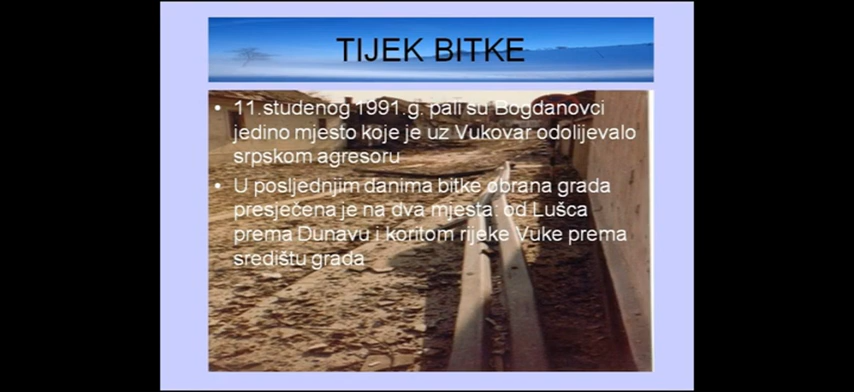 TIJEK BITKE
• 11.studenog 1991.g. pali su Bogdanovci
jedino mjesto koje je uz Vukovar odolijevalo
srpskom agresoru
• U posljednjim danima bitke obrana grada
presječena je na dva mjesta: od Lušca
prema Dunavu i koritom rijeke Vuke prema
središtu grada